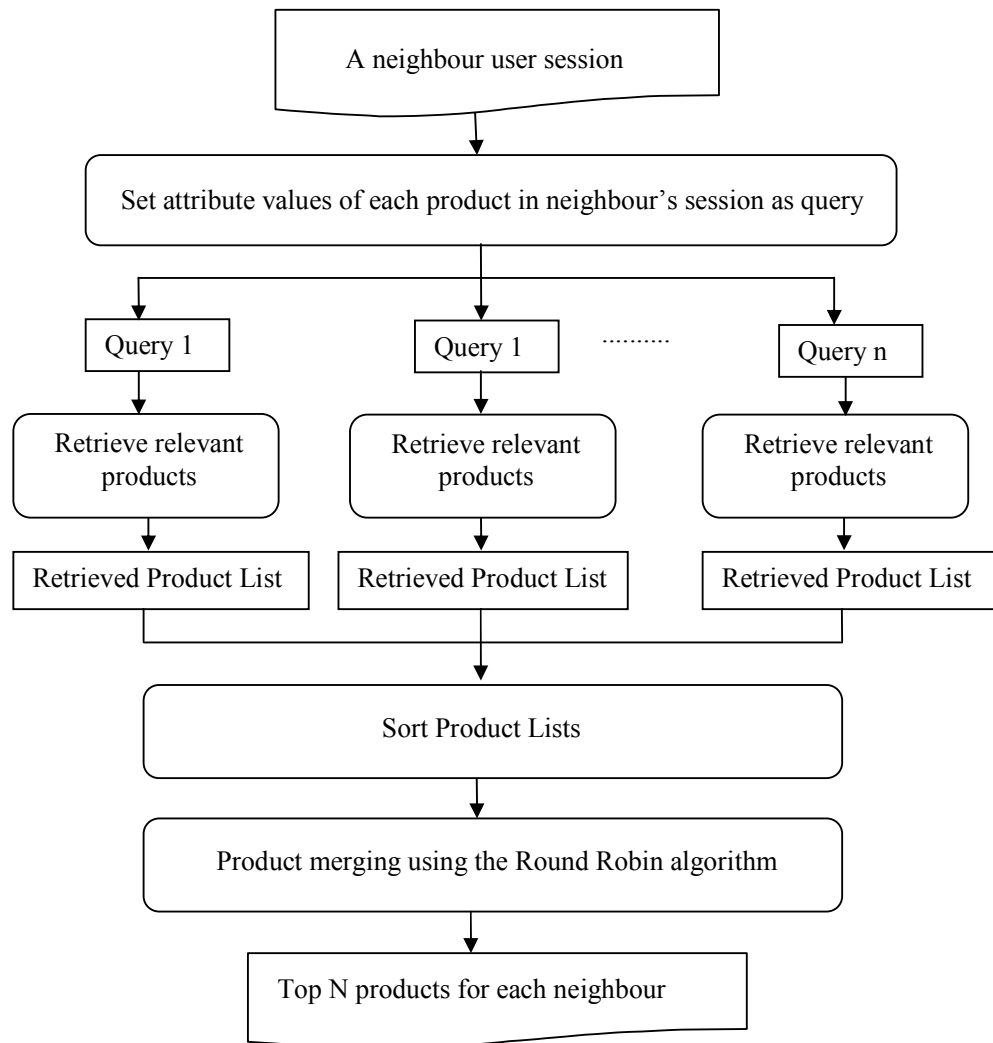 A neighbour user session
Set attribute values of each product in neighbour’s session as query
Query 1
Query 1
..........
Query n
Retrieve relevant
products
Retrieve relevant
products
Retrieve relevant
products
Retrieved Product List
Retrieved Product List
Retrieved Product List
Sort Product Lists
Product merging using the Round Robin algorithm
Top N products for each neighbour